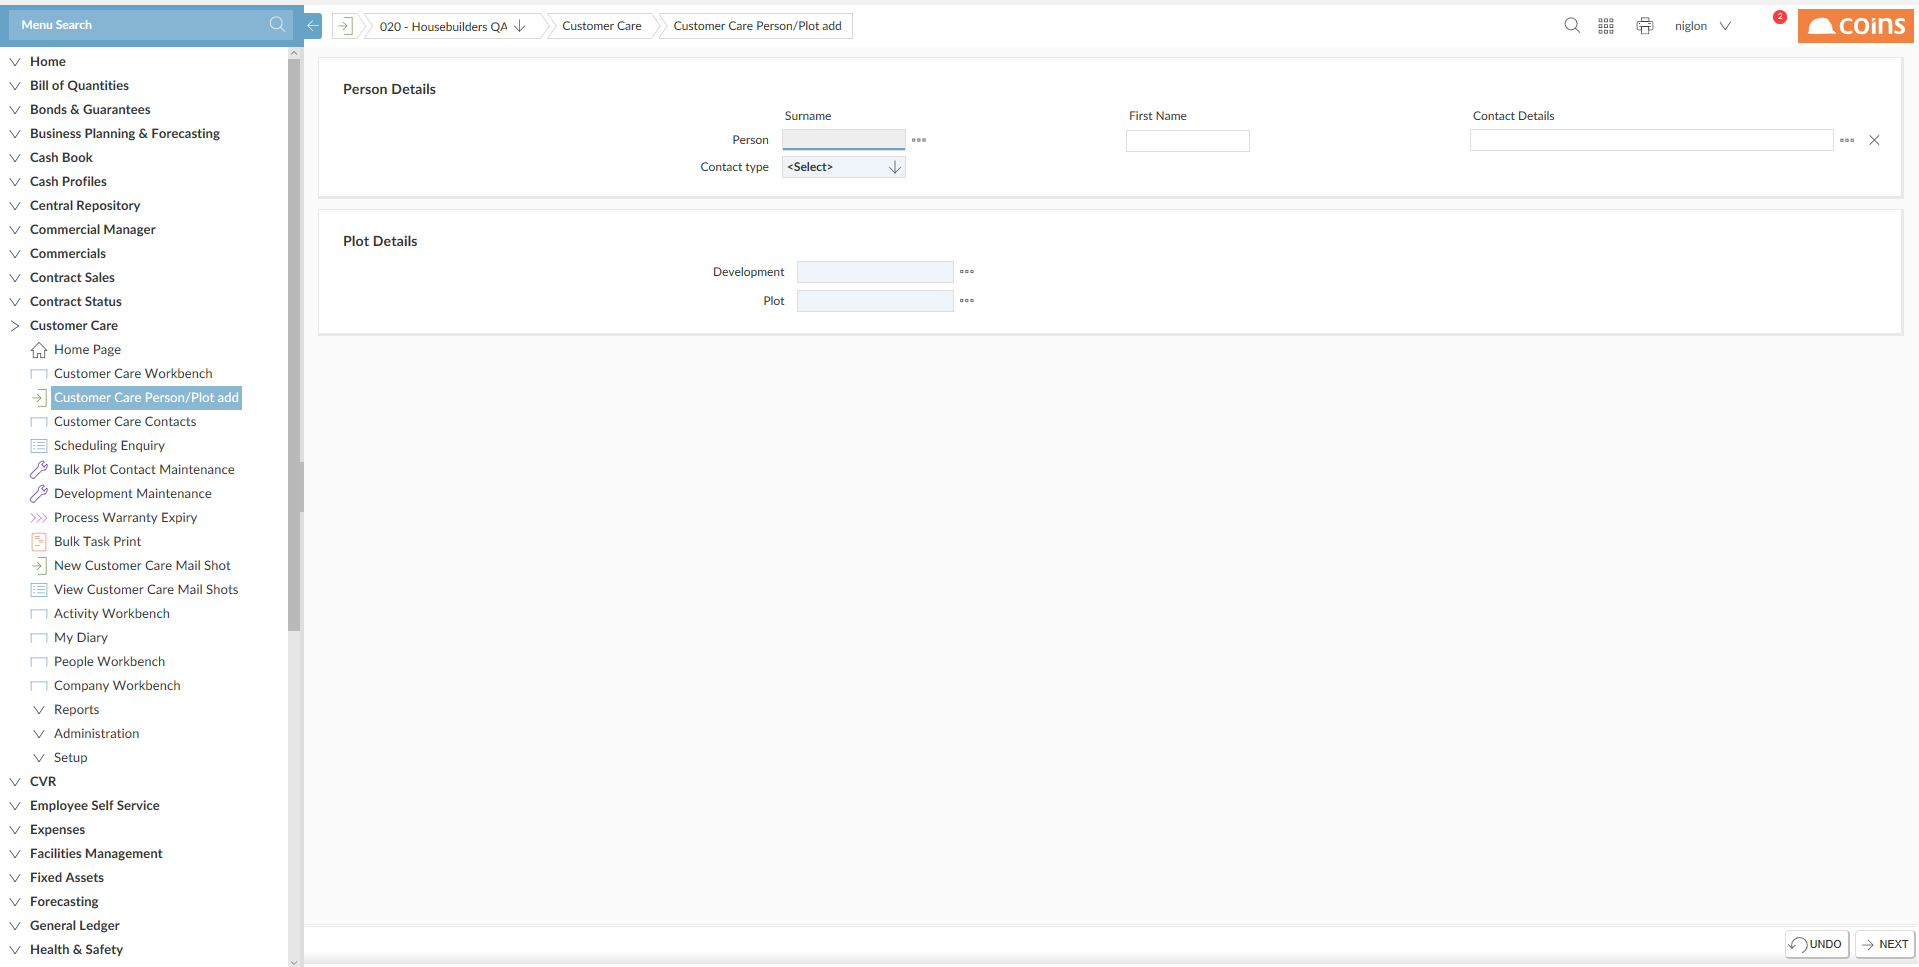 Menu Search
020 - Housebuilders QA
Customer Care
Customer Care Person/Plot add
niglon
2
coins
Home
Bill of Quantities
Bonds & Guarantees
Business Planning & Forecasting
Cash Book
Cash Profiles
Central Repository
Commercial Manager
Commercials
Contract Sales
Contract Status
Customer Care
Home Page
Customer Care Workbench
Customer Care Person/Plot add
Customer Care Contacts
Scheduling Enquiry
Bulk Plot Contact Maintenance
Development Maintenance
Process Warranty Expiry
Bulk Task Print
New Customer Care Mail Shot
View Customer Care Mail Shots
Activity Workbench
My Diary
People Workbench
Company Workbench
Reports
Administration
Setup
CVR
Employee Self Service
Expenses
Facilities Management
Fixed Assets
Forecasting
General Ledger
Health & Safety
Person Details
Surname
First Name
Contact Details
Person
Contact type
<Select>
Plot Details
Development
Plot
UNDO
NEXT